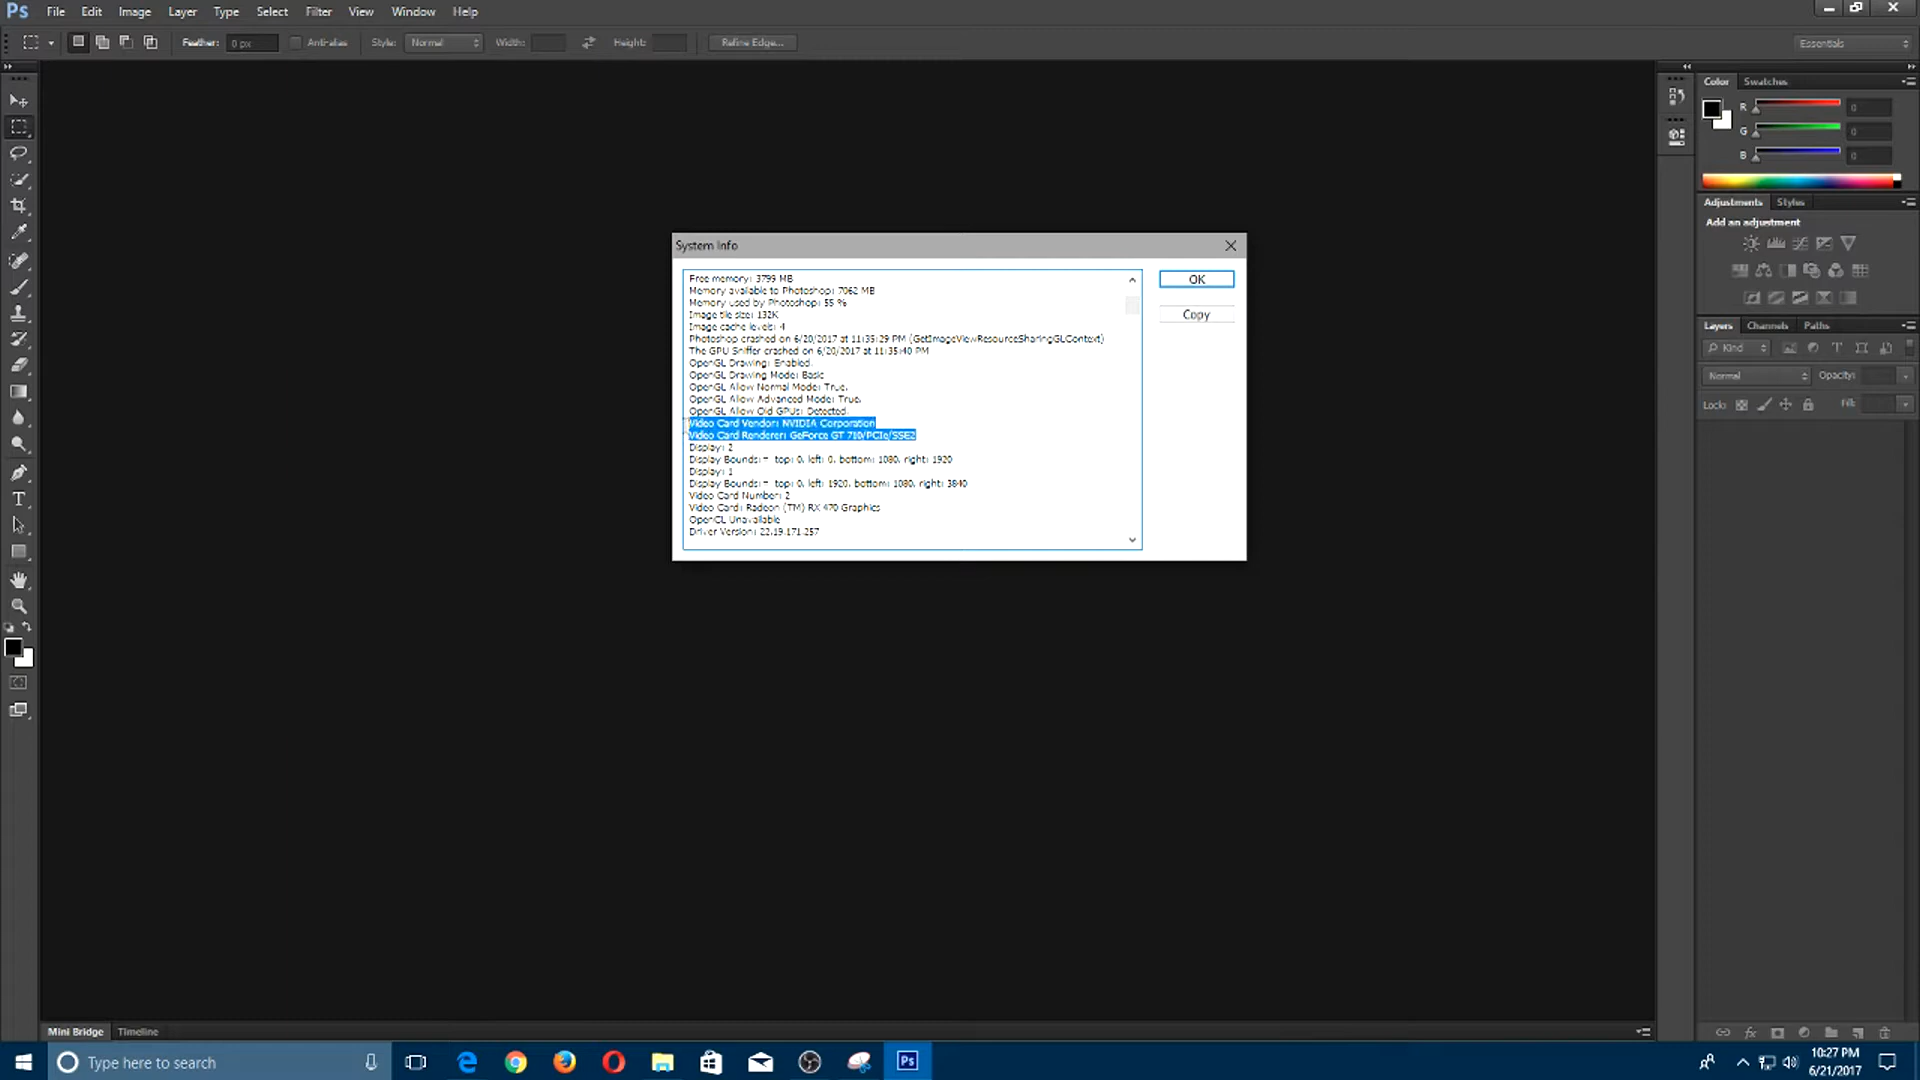 Ps File Edit Image Layer Type Select Filter View Window Help
Feather: 0 px Anti-alias Style: Normal Width: Height: Refine Edge... Essentials
Color Swatches
R 0
G 0
B 0
Adjustments Styles
Add an adjustment
Layers Channels Paths
Kind
Normal Opacity:
Lock: Fill:
System Info
Free memory: 3799 MB
Memory available to Photoshop: 7062 MB
Memory used by Photoshop: 55 %
Image tile size: 132K
Image cache levels: 4
Photoshop crashed on 6/20/2017 at 11:35:29 PM (GetImageViewResourceSharingGLContext)
The GPU Sniffer crashed on 6/20/2017 at 11:35:40 PM
OpenGL Drawing: Enabled.
OpenGL Drawing Mode: Basic
OpenGL Allow Normal Mode: True.
OpenGL Allow Advanced Mode: True.
OpenGL Allow Old GPUs: Detected.
Video Card Vendor: NVIDIA Corporation
Video Card Renderer: GeForce GT 710/PCIe/SSE2
Display: 2
Display Bounds:= top: 0, left: 0, bottom: 1080, right: 1920
Display: 1
Display Bounds:= top: 0, left: 1920, bottom: 1080, right: 3840
Video Card Number: 2
Video Card: Radeon (TM) RX 470 Graphics
OpenCL Unavailable
Driver Version: 22.19.171.257
OK
Copy
Mini Bridge Timeline
Type here to search
Ps
10:27 PM
6/21/2017